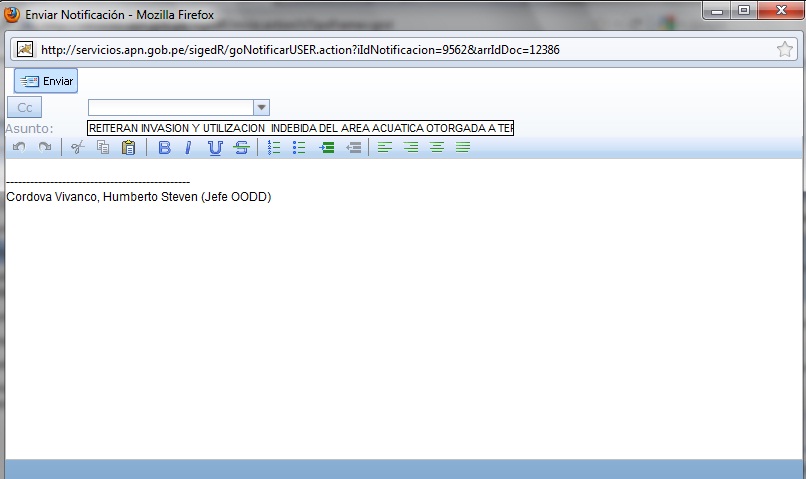 Enviar Notificación - Mozilla Firefox
http://servicios.apn.gob.pe/sigedR/goNotificarUSER.action?iIdNotificacion=9562&arrIdDoc=12386
Enviar
Cc
Asunto: REITERAN INVASION Y UTILIZACION INDEBIDA DEL AREA ACUATICA OTORGADA A TER
B I U S
----------------------------------------------
Cordova Vivanco, Humberto Steven (Jefe OODD)